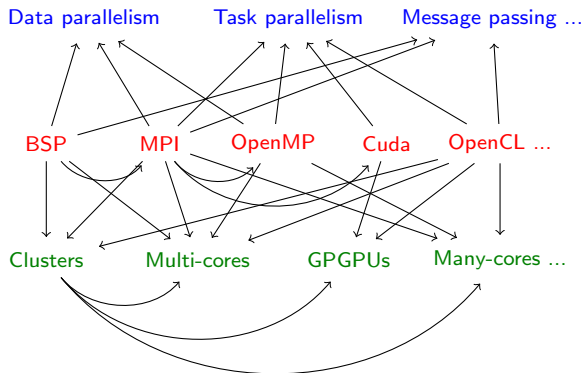 Data parallelism Task parallelism Message passing ...
BSP MPI OpenMP Cuda OpenCL ...
Clusters Multi-cores GPGPUs Many-cores ...